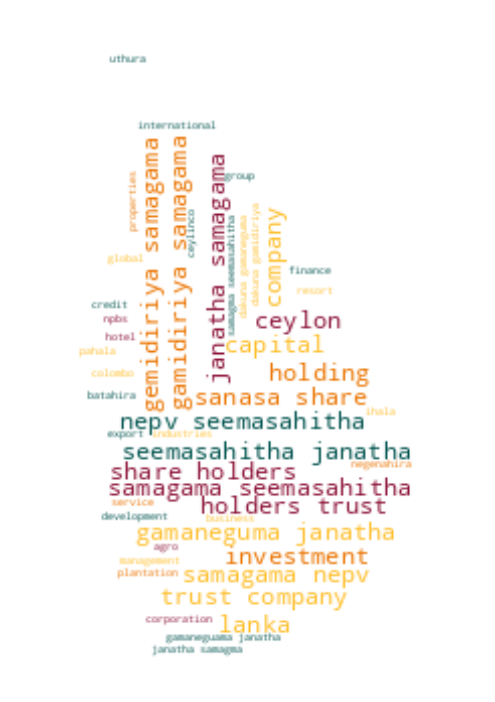 uthura
international
gemidiriya samagama
gamidiriya samagama
janatha samagama
group
properties
ceylinco
samagma seemasahitha
dakuna gamaneguma
dakuna gamidiriya
company
global
finance
resort
credit
npbs
ceylon
hotel
capital
pahala
colombo
holding
batahira
sanasa share
ihala
nepv seemasahitha
export
industries
seemasahitha janatha
negenahira
share holders
samagama seemasahitha
service
holders trust
development
business
gamaneguma janatha
agro
investment
management
plantation
samagama nepv
trust company
corporation
lanka
gamaneguama janatha
janatha samagma